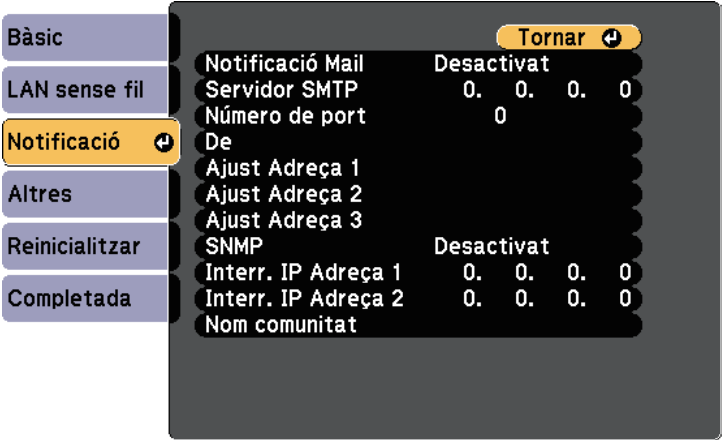 Bàsic
LAN sense fil
Notificació
Altres
Reinicialitzar
Completada
Tornar
Notificació Mail Desactivat
Servidor SMTP 0. 0. 0. 0
Número de port 0
De
Ajust Adreça 1
Ajust Adreça 2
Ajust Adreça 3
SNMP Desactivat
Interr. IP Adreça 1 0. 0. 0. 0
Interr. IP Adreça 2 0. 0. 0. 0
Nom comunitat